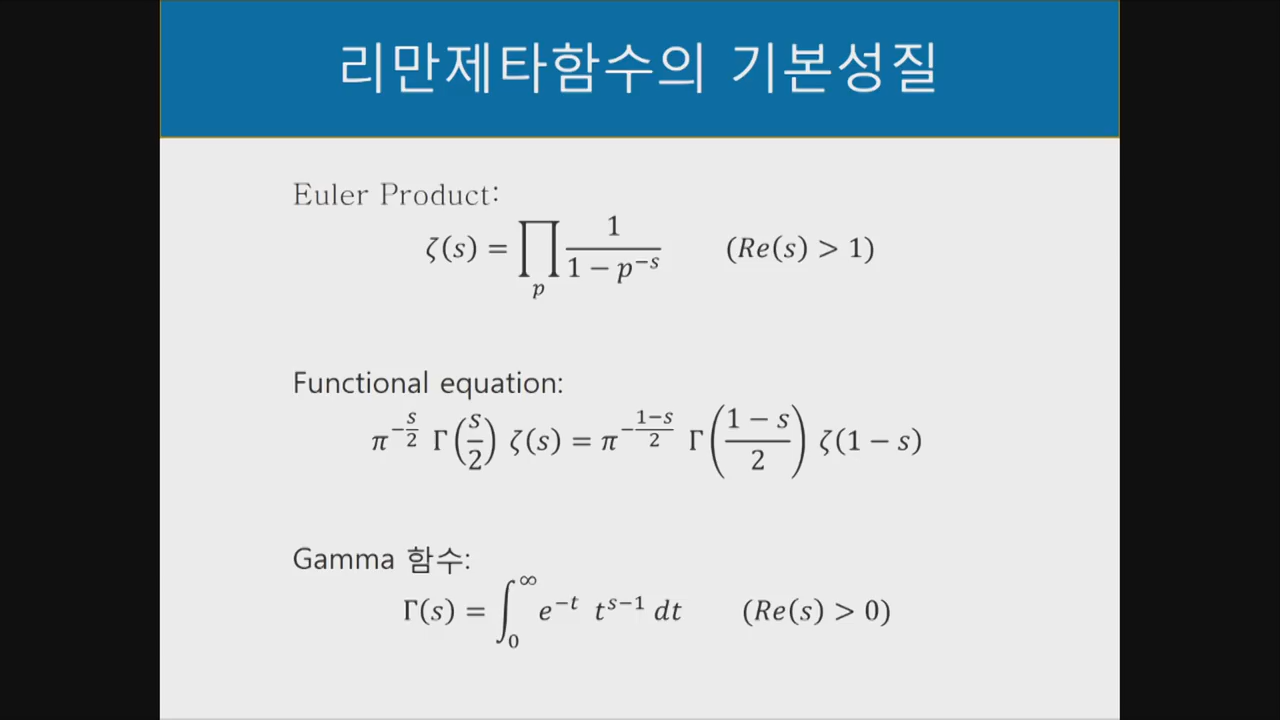 리만제타함수의 기본성질
Euler Product:
ζ(s) = ∏_p 1/(1 − p^{−s}) (Re(s) > 1)
Functional equation:
π^{−s/2} Γ(s/2) ζ(s) = π^{−(1−s)/2} Γ((1 − s)/2) ζ(1 − s)
Gamma 함수:
Γ(s) = ∫_0^∞ e^{−t} t^{s−1} dt (Re(s) > 0)